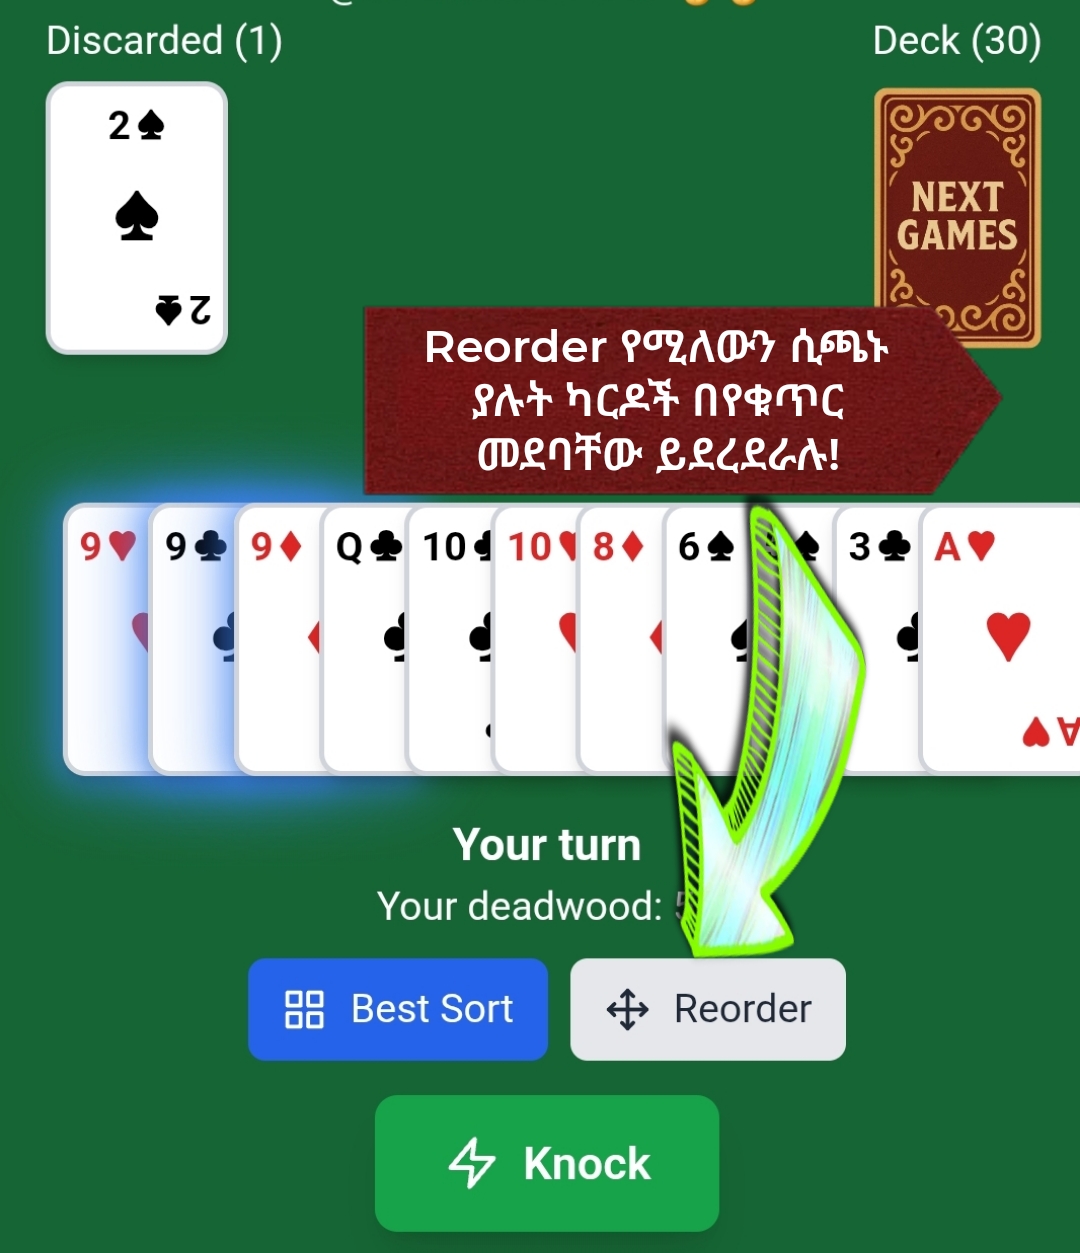 Discarded (1)
Deck (30)
2♠
2♠
NEXT
GAMES
Reorder የሚለውን ሲጫኑ
ያሉት ካርዶች በየቁጥር
መደባቸው ይደረደራሉ!
9♥ 9♣ 9♦ Q♣ 10♣ 10♥ 8♦ 6♠ ♠ 3♣ A♥
A♥
Your turn
Your deadwood:
Best Sort
Reorder
Knock